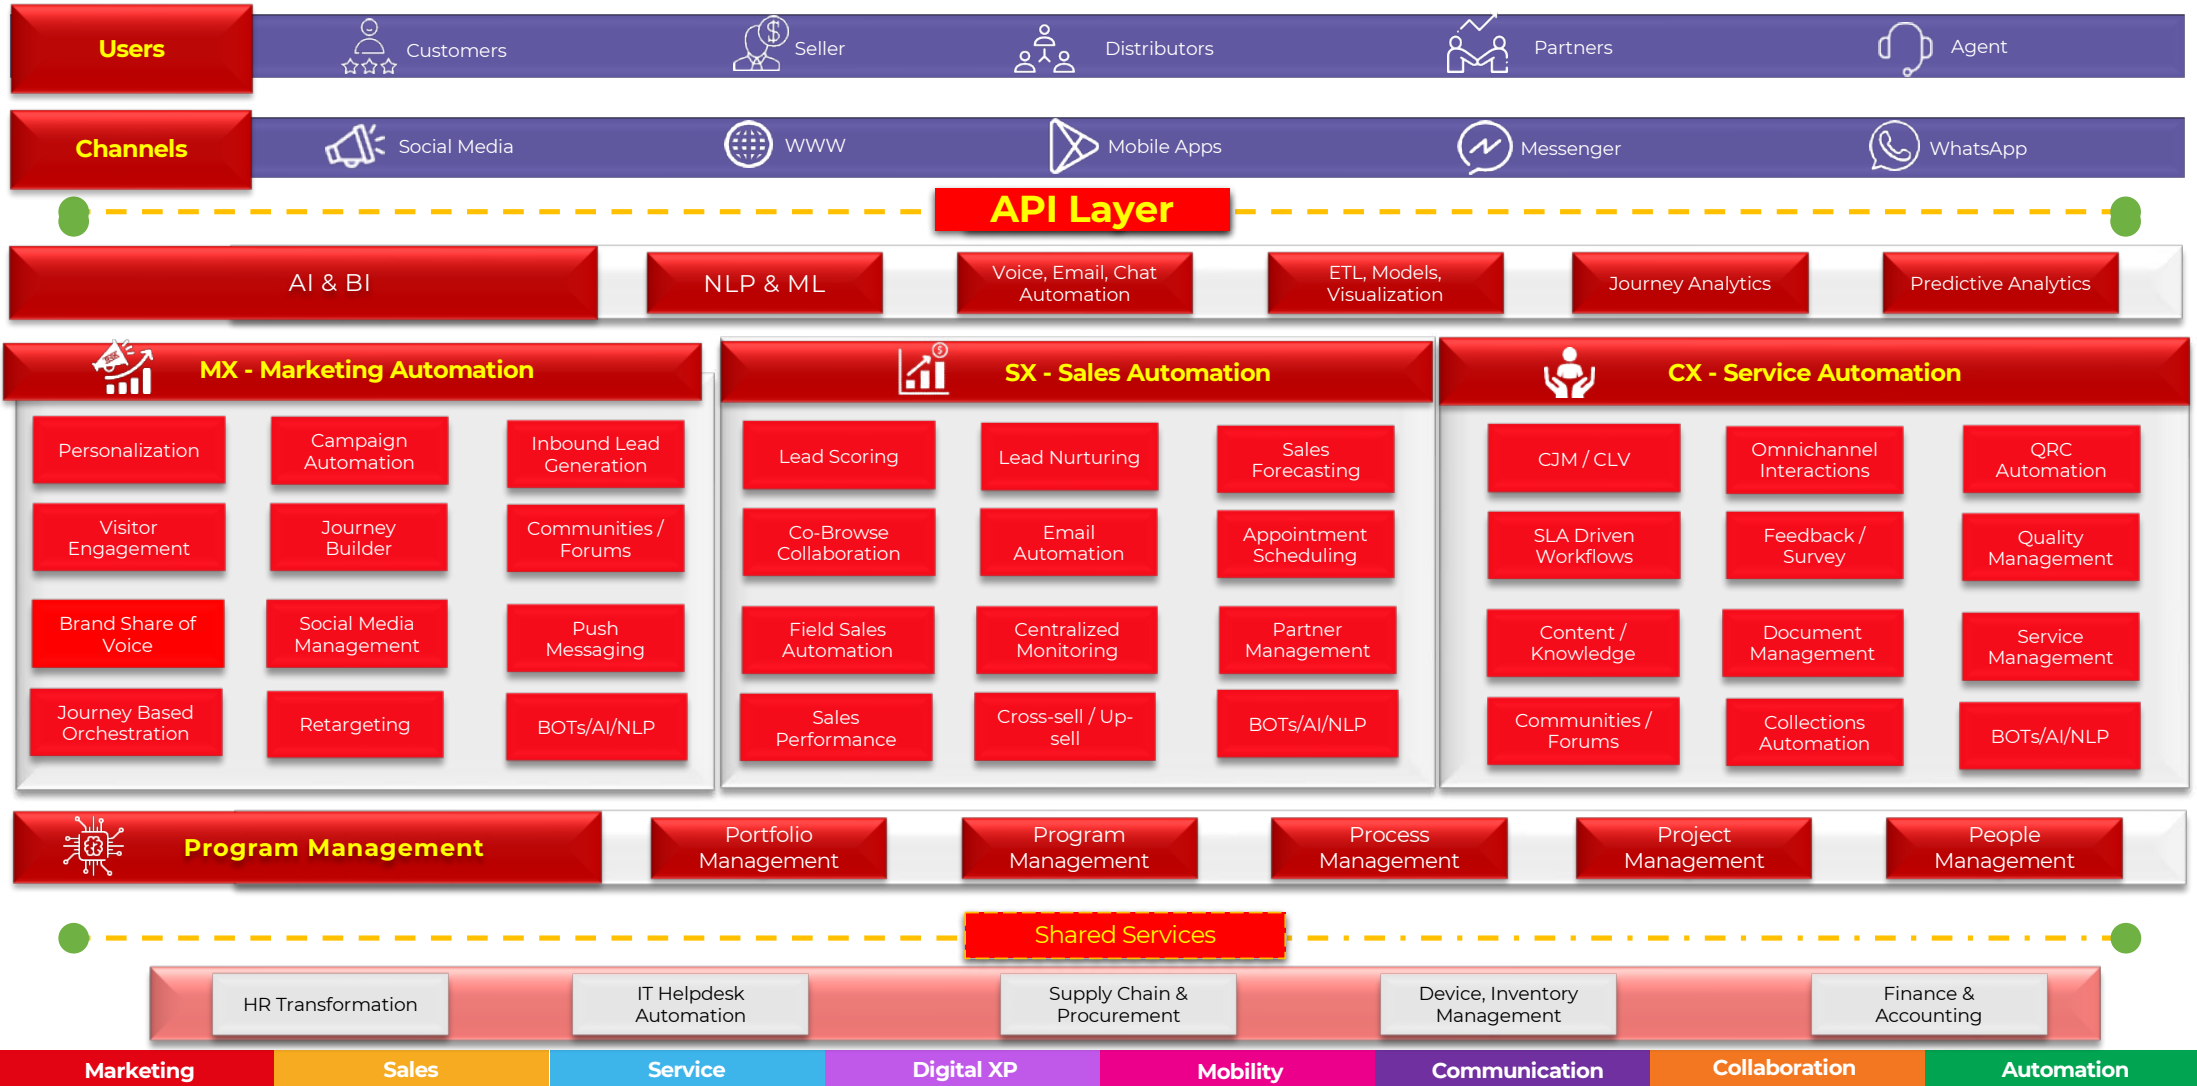 Users
Customers
Seller
Distributors
Partners
Agent
Channels
Social Media
WWW
Mobile Apps
Messenger
WhatsApp
API Layer
AI & BI
NLP & ML
Voice, Email, Chat
Automation
ETL, Models,
Visualization
Journey Analytics
Predictive Analytics
MX - Marketing Automation
Personalization
Campaign
Automation
Inbound Lead
Generation
Visitor
Engagement
Journey
Builder
Communities /
Forums
Brand Share of
Voice
Social Media
Management
Push
Messaging
Journey Based
Orchestration
Retargeting
BOTs/AI/NLP
SX - Sales Automation
Lead Scoring
Lead Nurturing
Sales
Forecasting
Co-Browse
Collaboration
Email
Automation
Appointment
Scheduling
Field Sales
Automation
Centralized
Monitoring
Partner
Management
Sales
Performance
Cross-sell / Up-
sell
BOTs/AI/NLP
CX - Service Automation
CJM / CLV
Omnichannel
Interactions
QRC
Automation
SLA Driven
Workflows
Feedback /
Survey
Quality
Management
Content /
Knowledge
Document
Management
Service
Management
Communities /
Forums
Collections
Automation
BOTs/AI/NLP
Program Management
Portfolio
Management
Program
Management
Process
Management
Project
Management
People
Management
Shared Services
HR Transformation
IT Helpdesk
Automation
Supply Chain &
Procurement
Device, Inventory
Management
Finance &
Accounting
Marketing
Sales
Service
Digital XP
Mobility
Communication
Collaboration
Automation